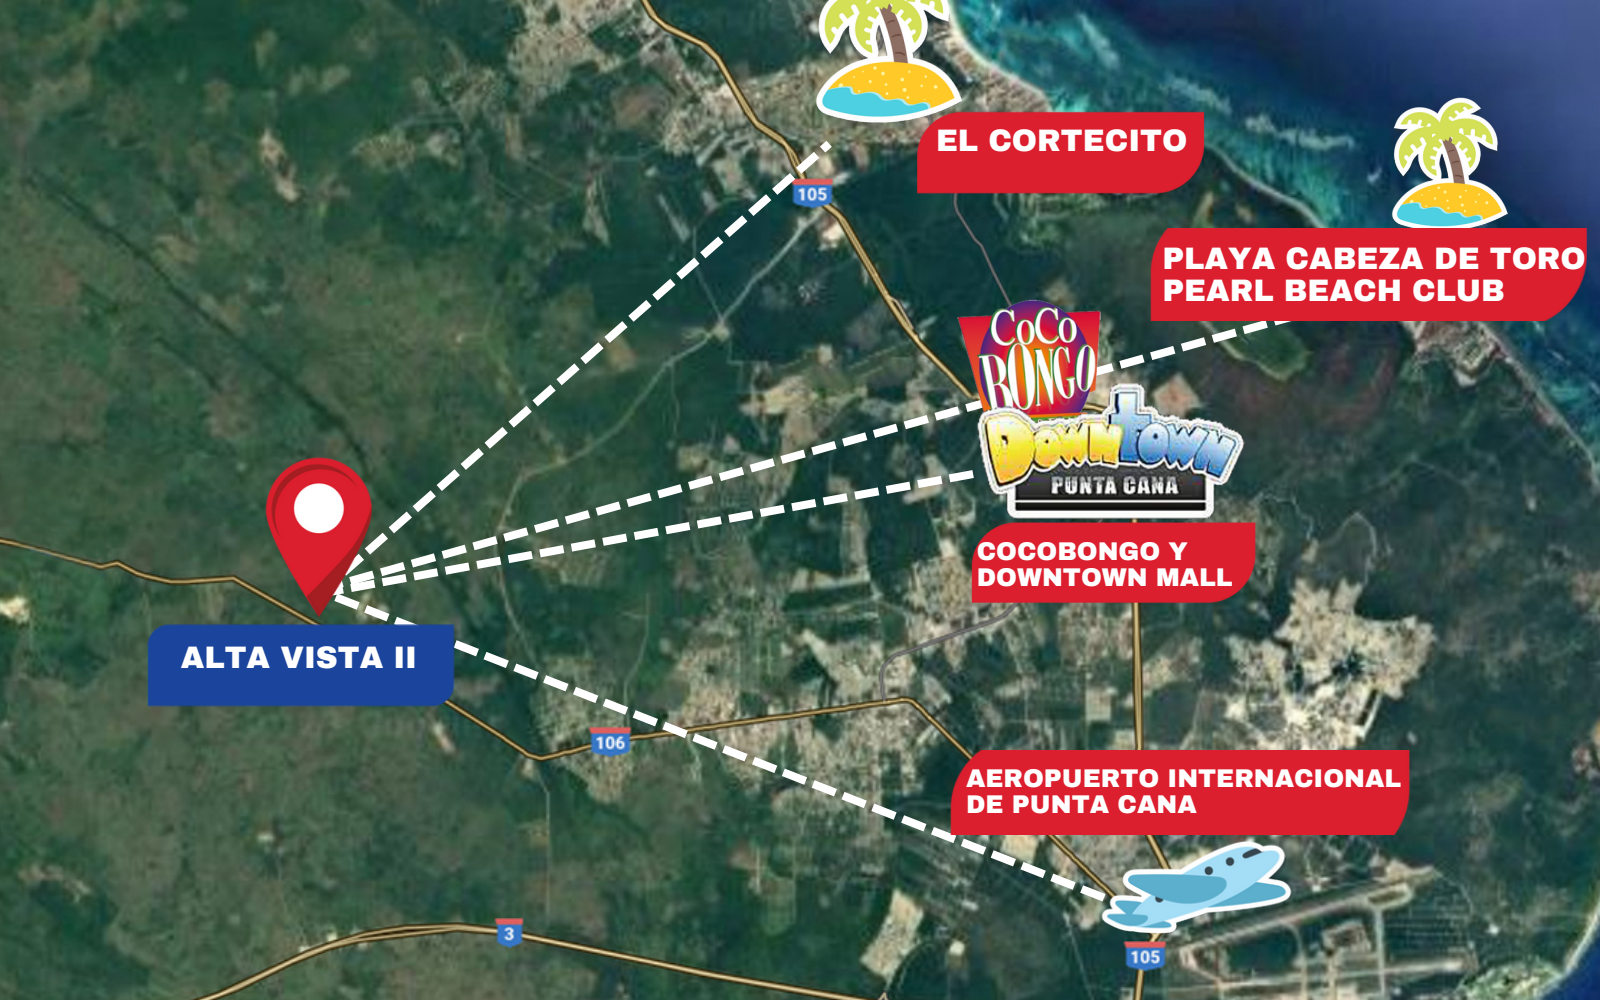 EL CORTECITO
105
PLAYA CABEZA DE TORO
PEARL BEACH CLUB
COCO
BONGO
DOWNTOWN
PUNTA CANA
COCOBONGO Y
DOWNTOWN MALL
ALTA VISTA II
106
AEROPUERTO INTERNACIONAL
DE PUNTA CANA
3
105